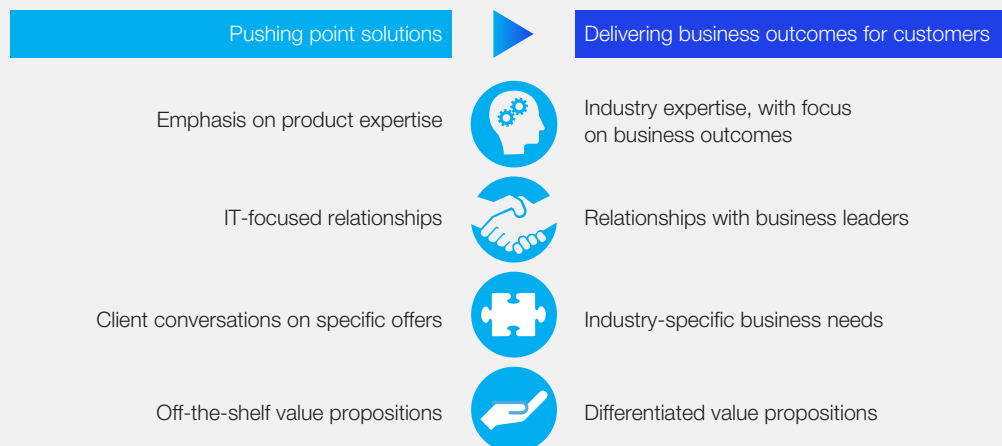 Pushing point solutions
Delivering business outcomes for customers
Emphasis on product expertise
Industry expertise, with focus
on business outcomes
IT-focused relationships
Relationships with business leaders
Client conversations on specific offers
Industry-specific business needs
Off-the-shelf value propositions
Differentiated value propositions